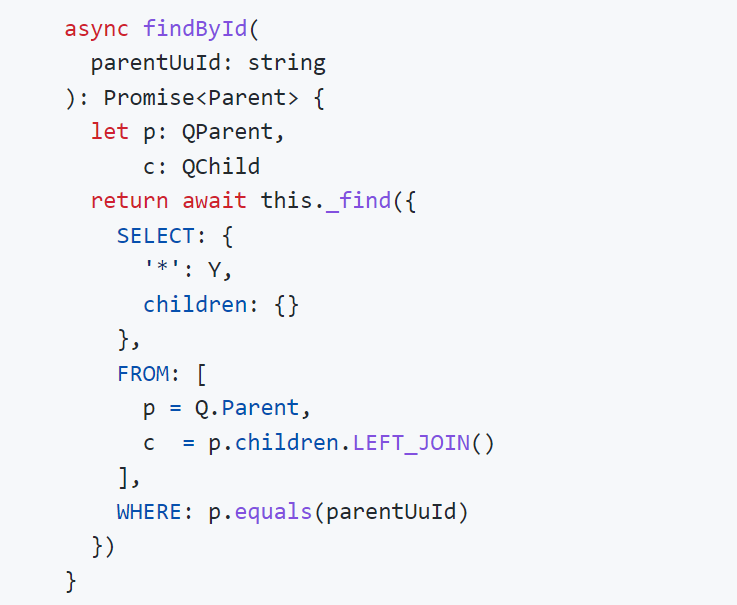 async findById(
  parentUuId: string
): Promise<Parent> {
  let p: QParent,
      c: QChild
  return await this._find({
    SELECT: {
      '*': Y,
      children: {}
    },
    FROM: [
      p = Q.Parent,
      c  = p.children.LEFT_JOIN()
    ],
    WHERE: p.equals(parentUuId)
  })
}